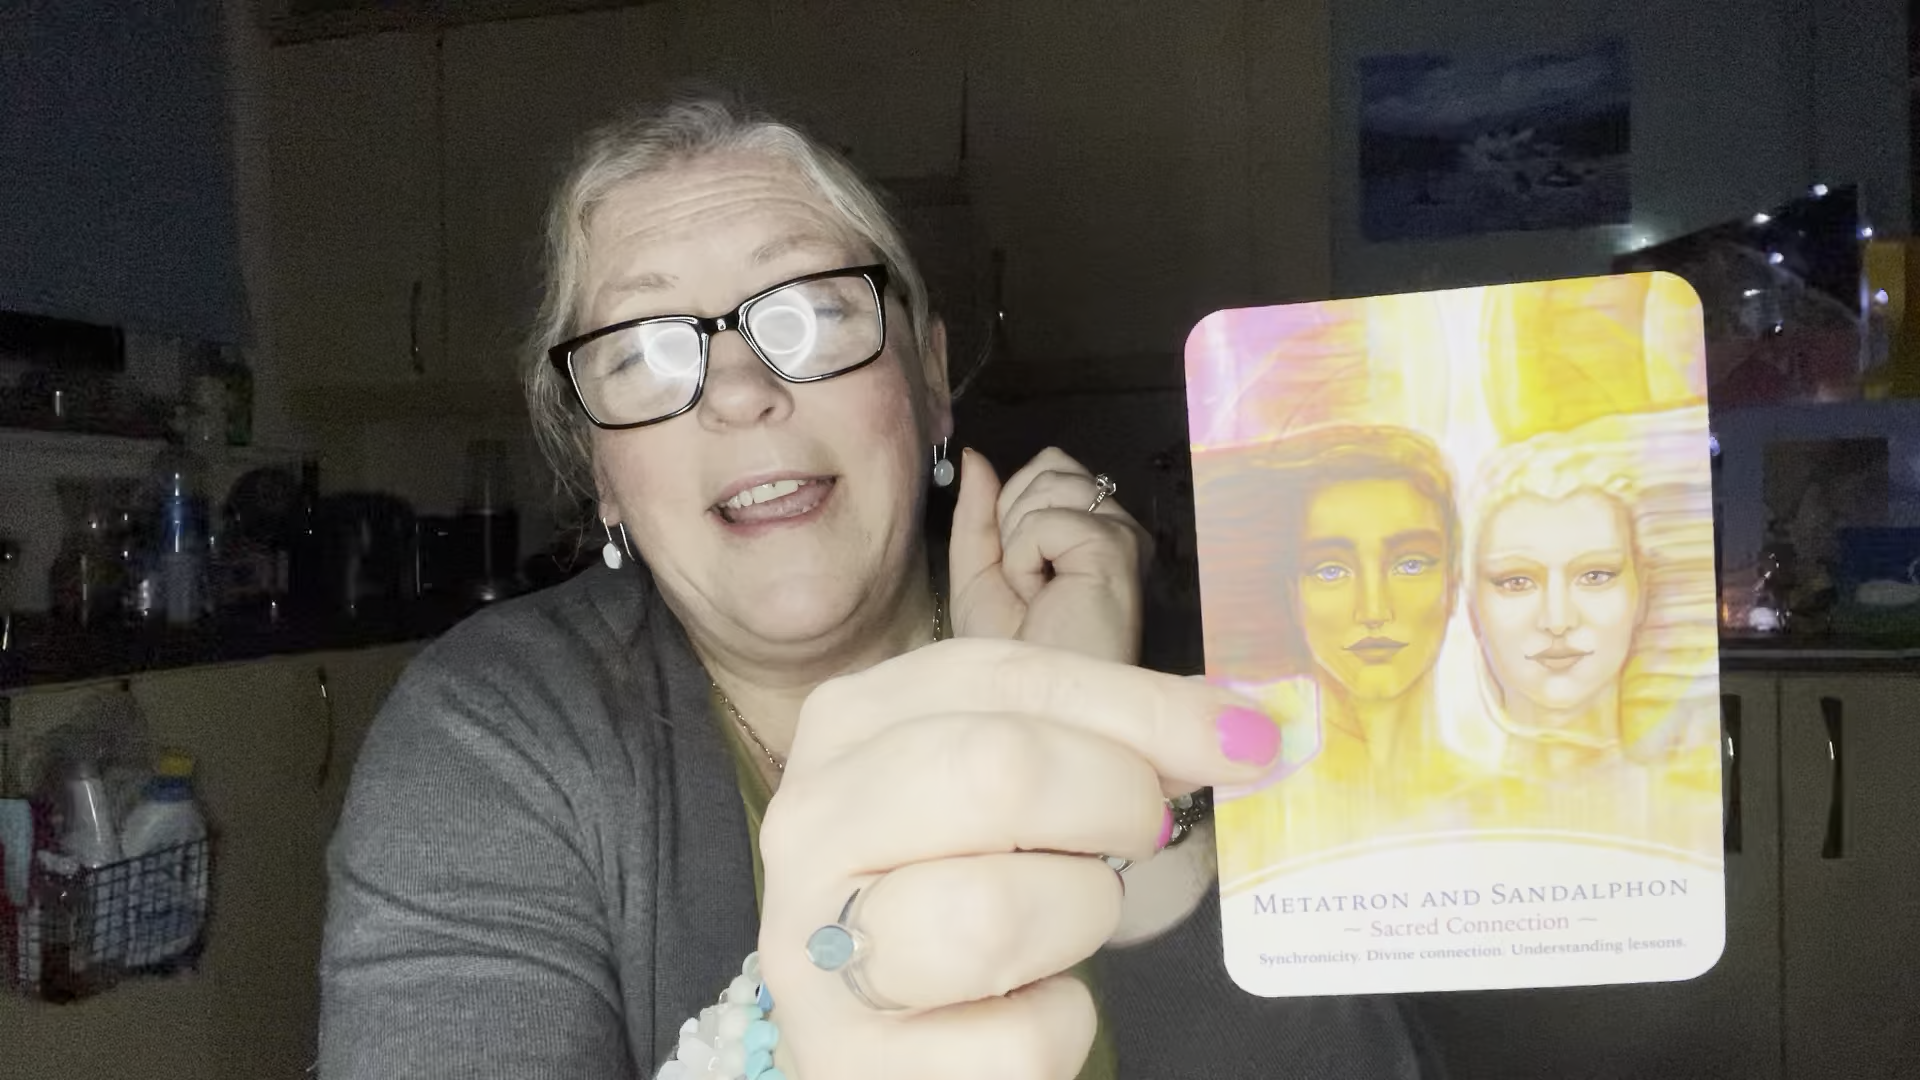 METATRON AND SANDALPHON
~ Sacred Connection ~
Synchronicity. Divine connection. Understanding lessons.